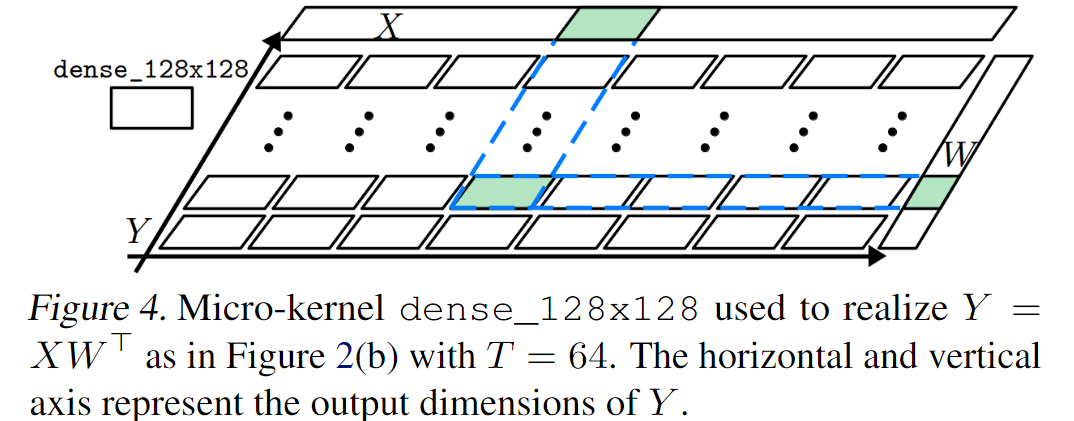 X
dense_128x128
W
Y
Figure 4. Micro-kernel dense_128x128 used to realize Y =
XW⊤ as in Figure 2(b) with T = 64. The horizontal and vertical
axis represent the output dimensions of Y.